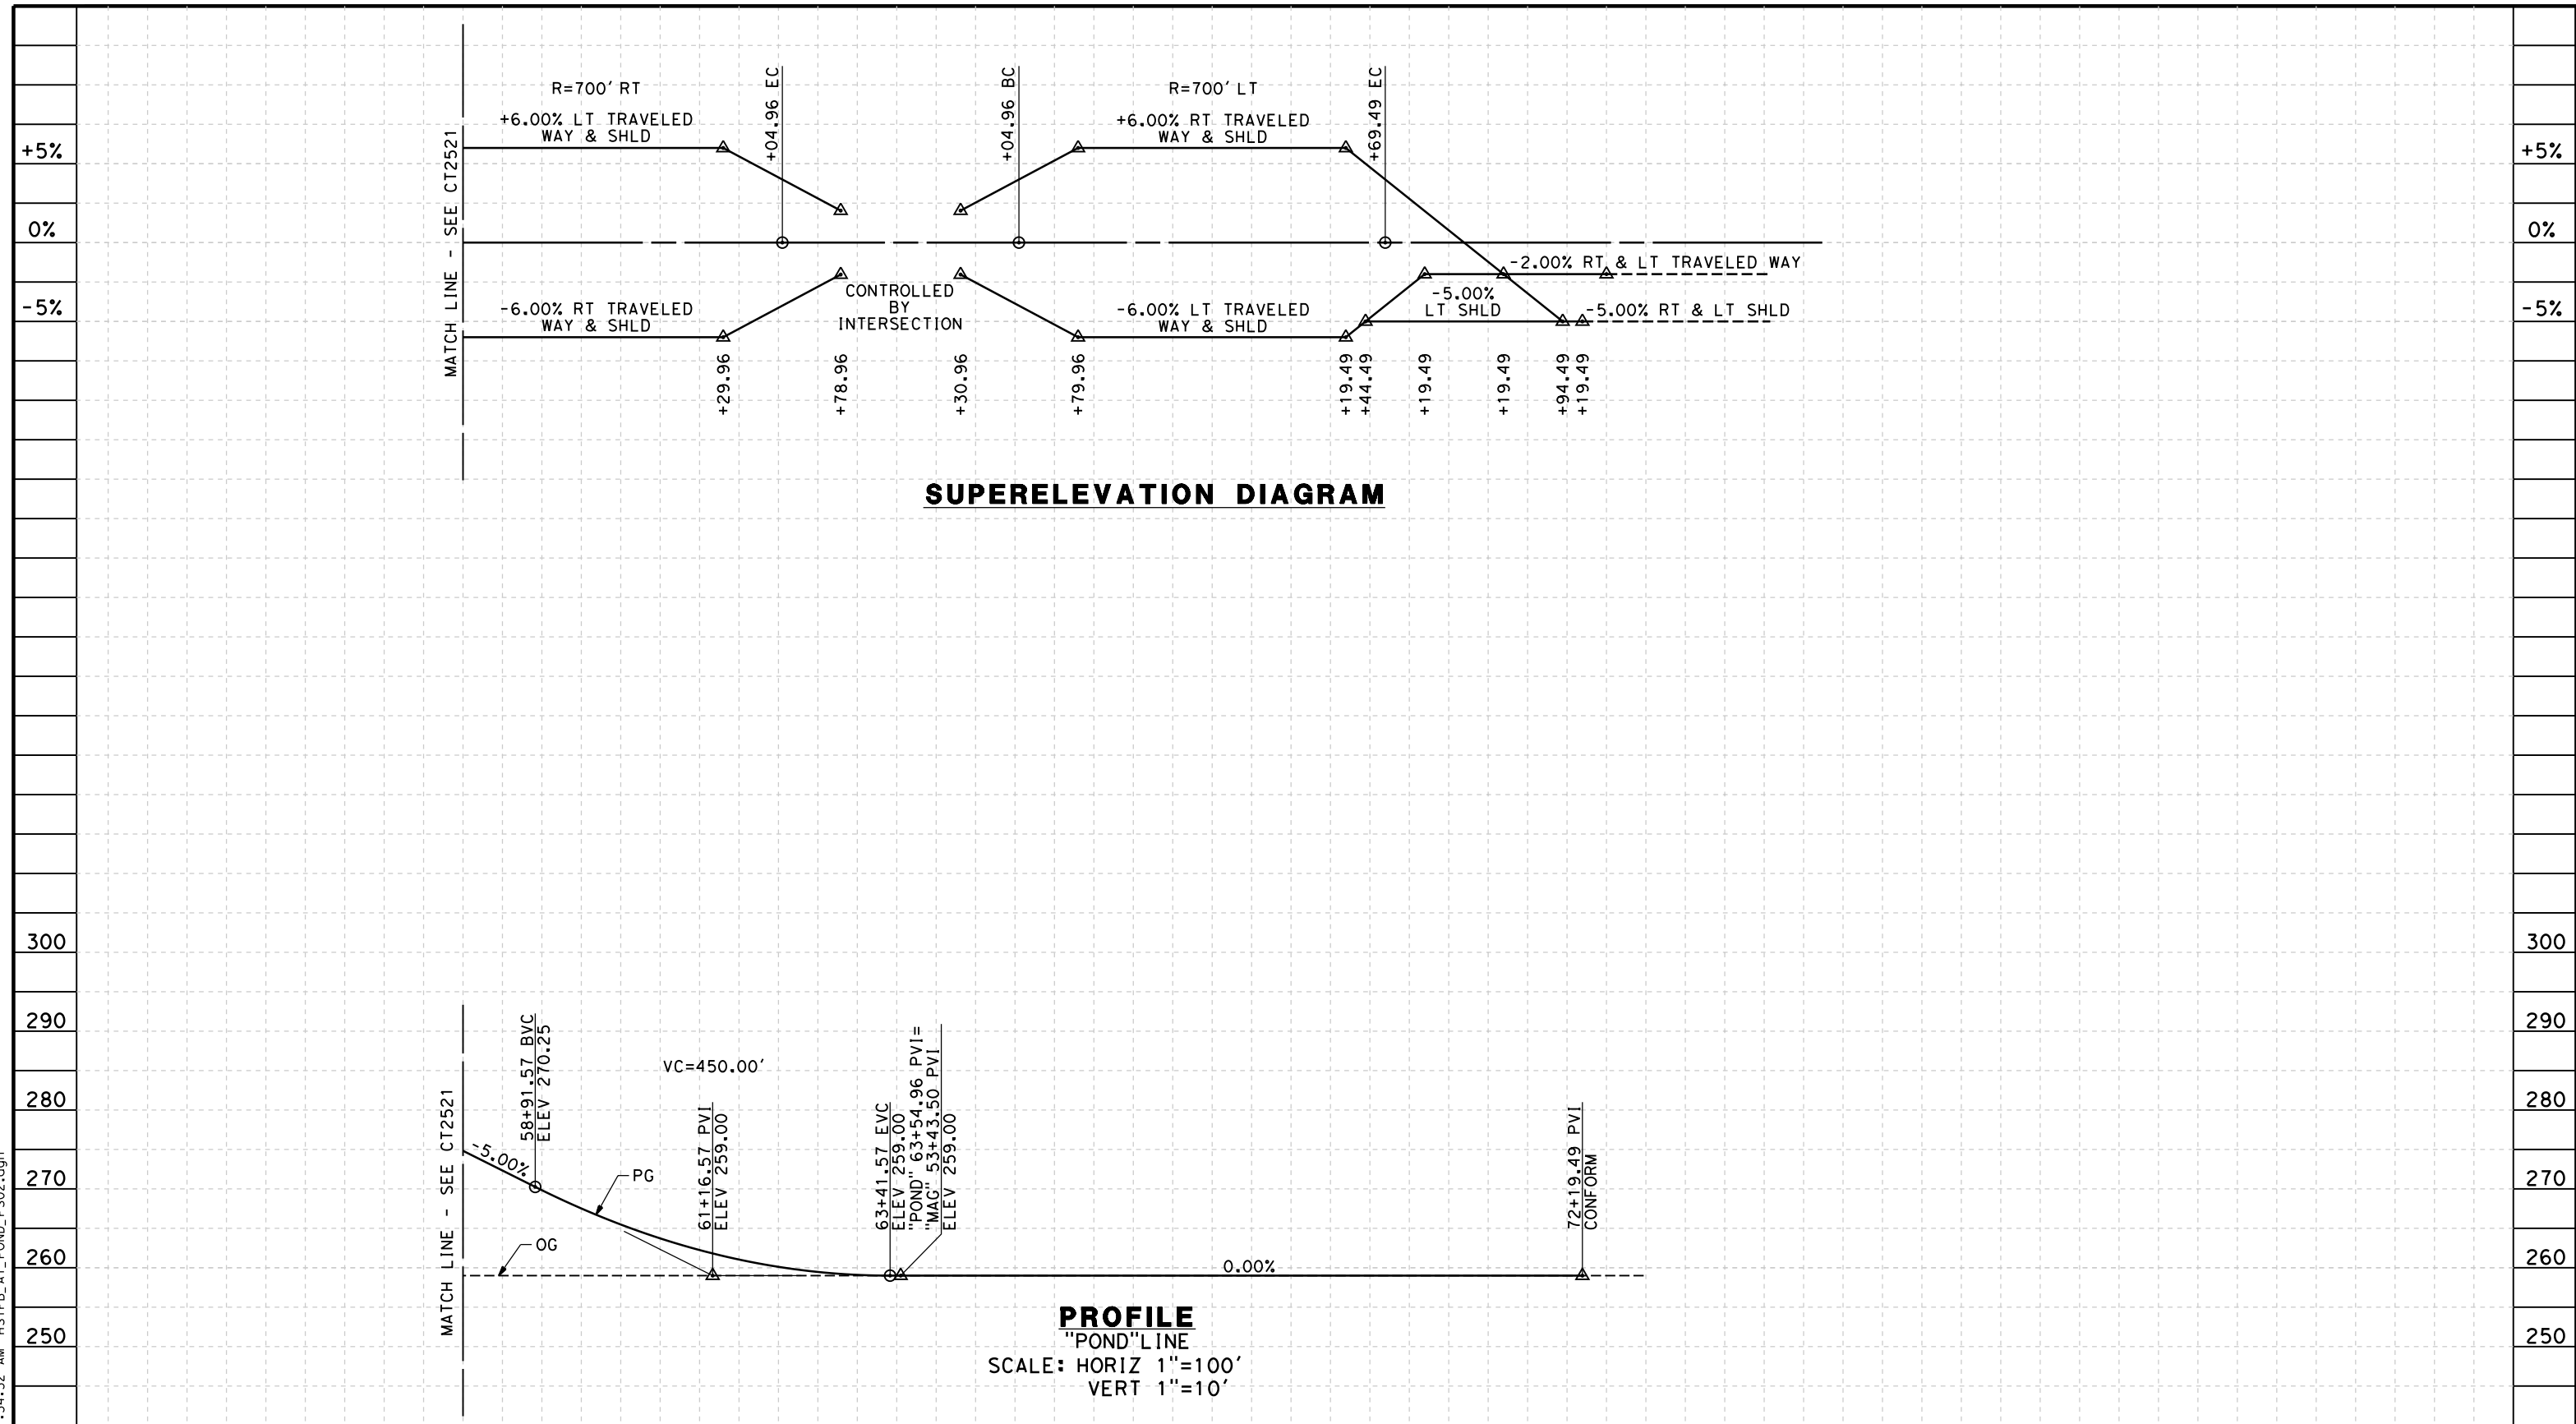 R=700' RT
+6.00% LT TRAVELED
WAY & SHLD
+04.96 EC
+04.96 BC
R=700' LT
+6.00% RT TRAVELED
WAY & SHLD
+69.49 EC
MATCH LINE - SEE CT2521
+5%
+5%
0%
0%
-5%
-5%
-6.00% RT TRAVELED
WAY & SHLD
CONTROLLED
BY
INTERSECTION
-6.00% LT TRAVELED
WAY & SHLD
-2.00% RT & LT TRAVELED WAY
-5.00%
LT SHLD
-5.00% RT & LT SHLD
+29.96
+78.96
+30.96
+79.96
+19.49
+44.49
+19.49
+19.49
+94.49
+19.49
SUPERELEVATION DIAGRAM
300
300
290
290
280
280
270
270
260
260
250
250
MATCH LINE - SEE CT2521
-5.00%
58+91.57 BVC
ELEV 270.25
VC=450.00'
PG
OG
61+16.57 PVI
ELEV 259.00
63+41.57 EVC
ELEV 259.00
"POND" 63+54.96 PVI=
"MAG" 53+43.50 PVI
ELEV 259.00
0.00%
72+19.49 PVI
CONFORM
PROFILE
"POND"LINE
SCALE: HORIZ 1"=100'
VERT 1"=10'